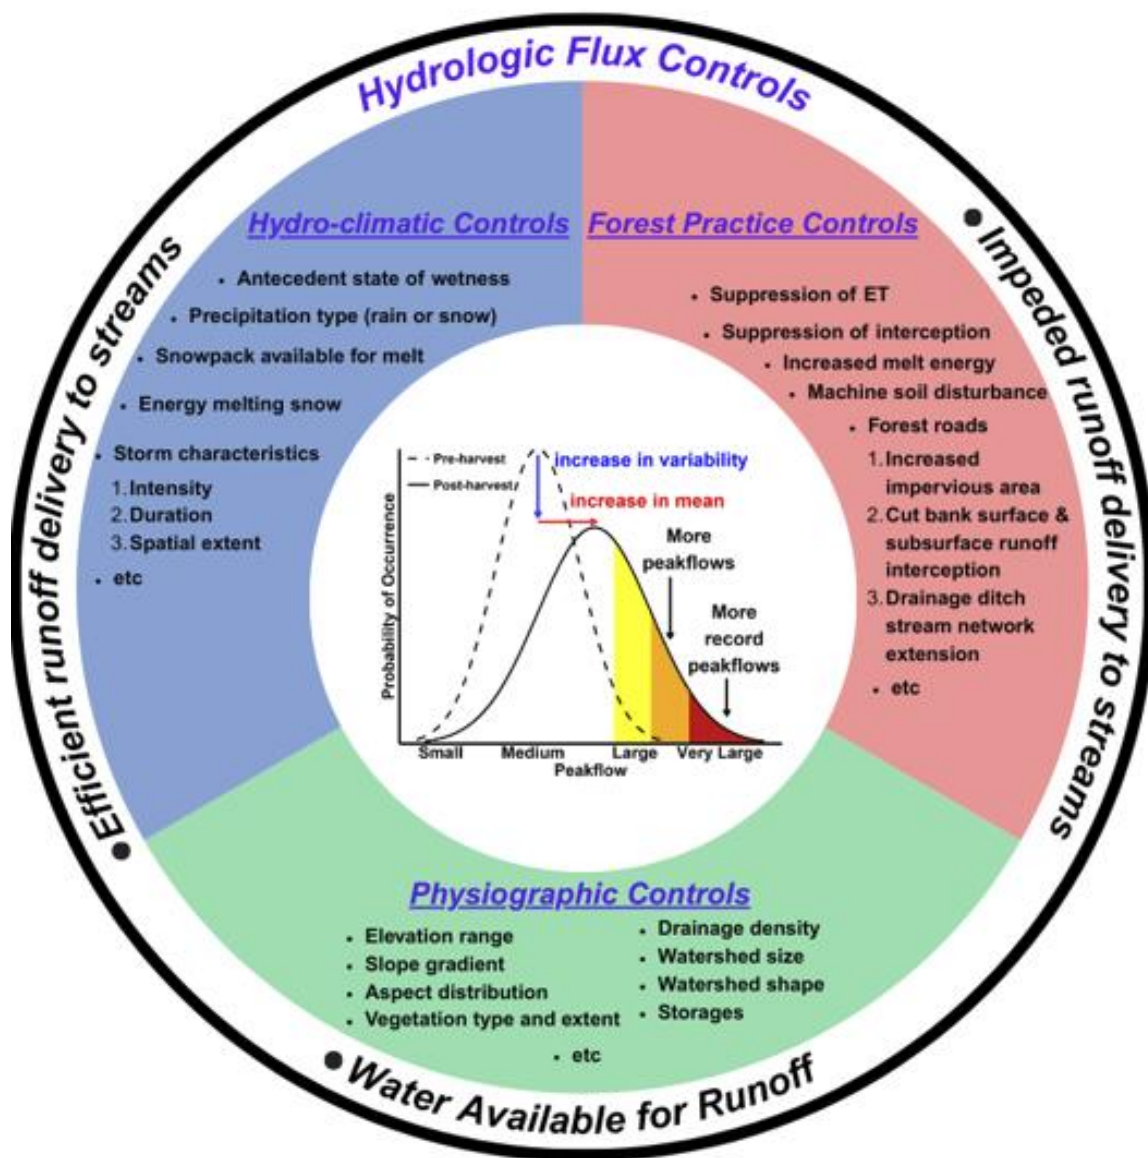 Hydrologic Flux Controls
● Efficient runoff delivery to streams
● Impeded runoff delivery to streams
● Water Available for Runoff
Hydro-climatic Controls
• Antecedent state of wetness
• Precipitation type (rain or snow)
• Snowpack available for melt
• Energy melting snow
• Storm characteristics
1. Intensity
2. Duration
3. Spatial extent
• etc
Forest Practice Controls
• Suppression of ET
• Suppression of interception
• Increased melt energy
• Machine soil disturbance
• Forest roads
1. Increased
impervious area
2. Cut bank surface &
subsurface runoff
interception
3. Drainage ditch
stream network
extension
• etc
Pre-harvest
Post-harvest
increase in variability
increase in mean
More
peakflows
More
record
peakflows
Probability of Occurrence
Small Medium Large Very Large
Peakflow
Physiographic Controls
• Elevation range
• Slope gradient
• Aspect distribution
• Vegetation type and extent
• Drainage density
• Watershed size
• Watershed shape
• Storages
• etc